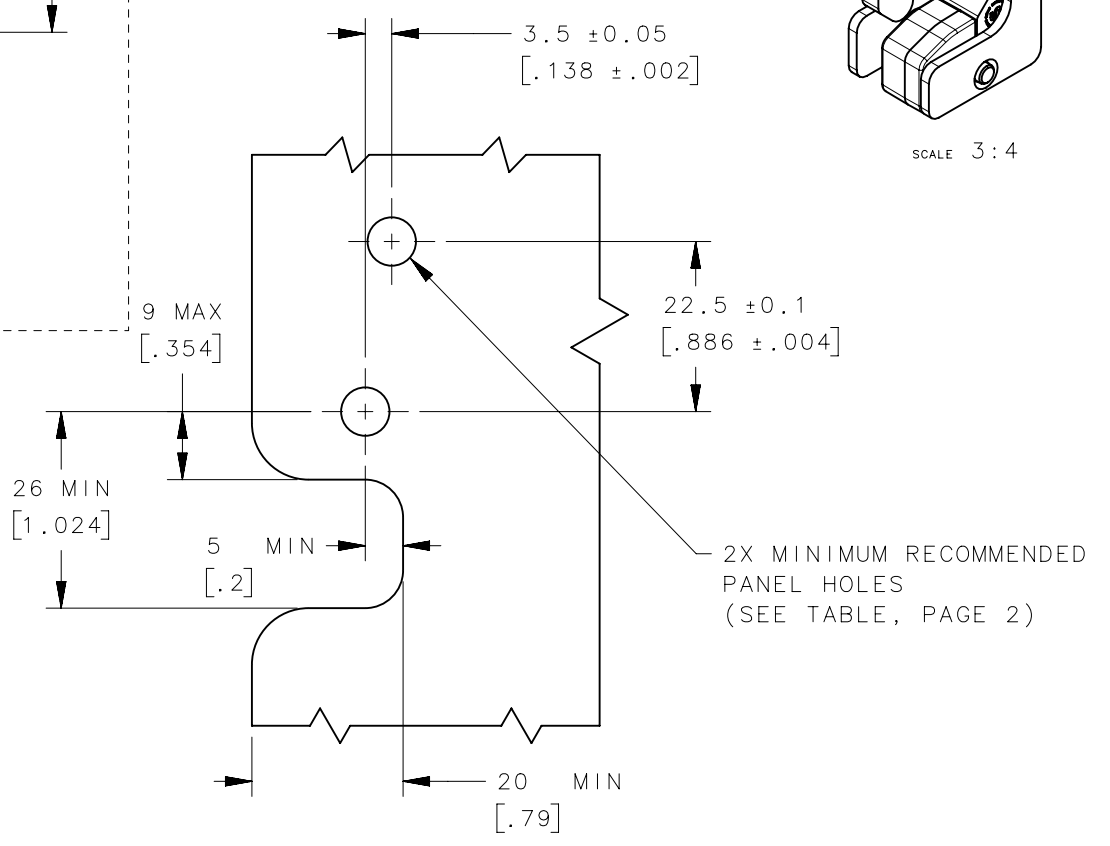 3.5 ±0.05
[.138 ±.002]
SCALE 3:4
9 MAX
[.354]
22.5 ±0.1
[.886 ±.004]
26 MIN
[1.024]
5 MIN
[.2]
2X MINIMUM RECOMMENDED
PANEL HOLES
(SEE TABLE, PAGE 2)
20 MIN
[.79]